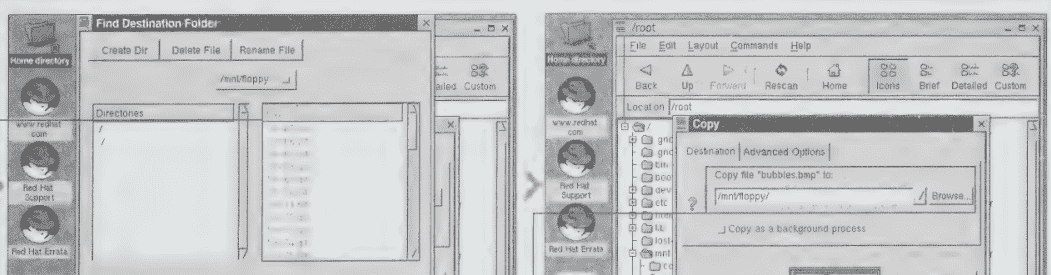 Find Destination Folder
Create Dir Delete File Rename File
/mnt/floppy
Directories
/
/
Home directory
www.redhat
com
Red Hat
Support
Red Hat Errata
Custom
/root
File Edit Layout Commands Help
Back Up Forward Rescan Home Icons Brief Detailed Custom
Location /root
Home directory
www.redhat
com
Red Hat
Support
Red Hat Errata
/
dev
etc
mnt
Copy
Destination Advanced Options
Copy file "bubbles.bmp" to:
/mnt/floppy/
Browse...
Copy as a background process